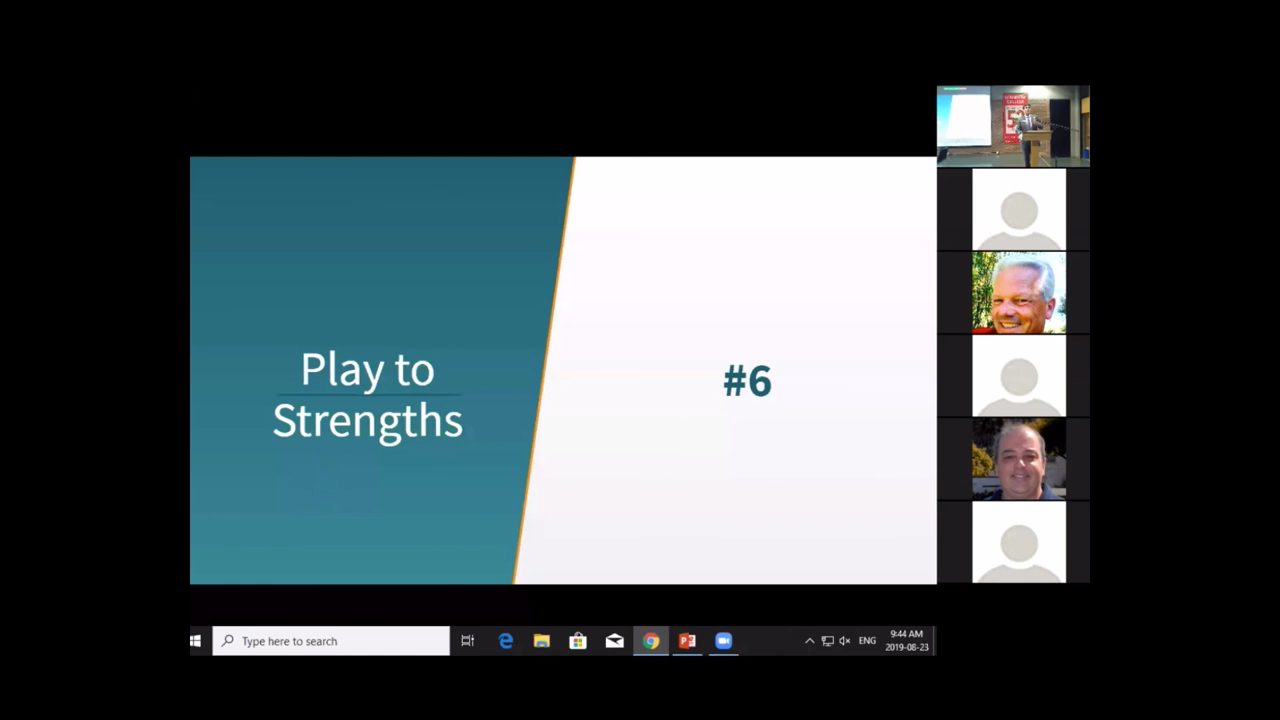 Play to
Strengths
#6
Type here to search
ENG
9:44 AM
2019-08-23